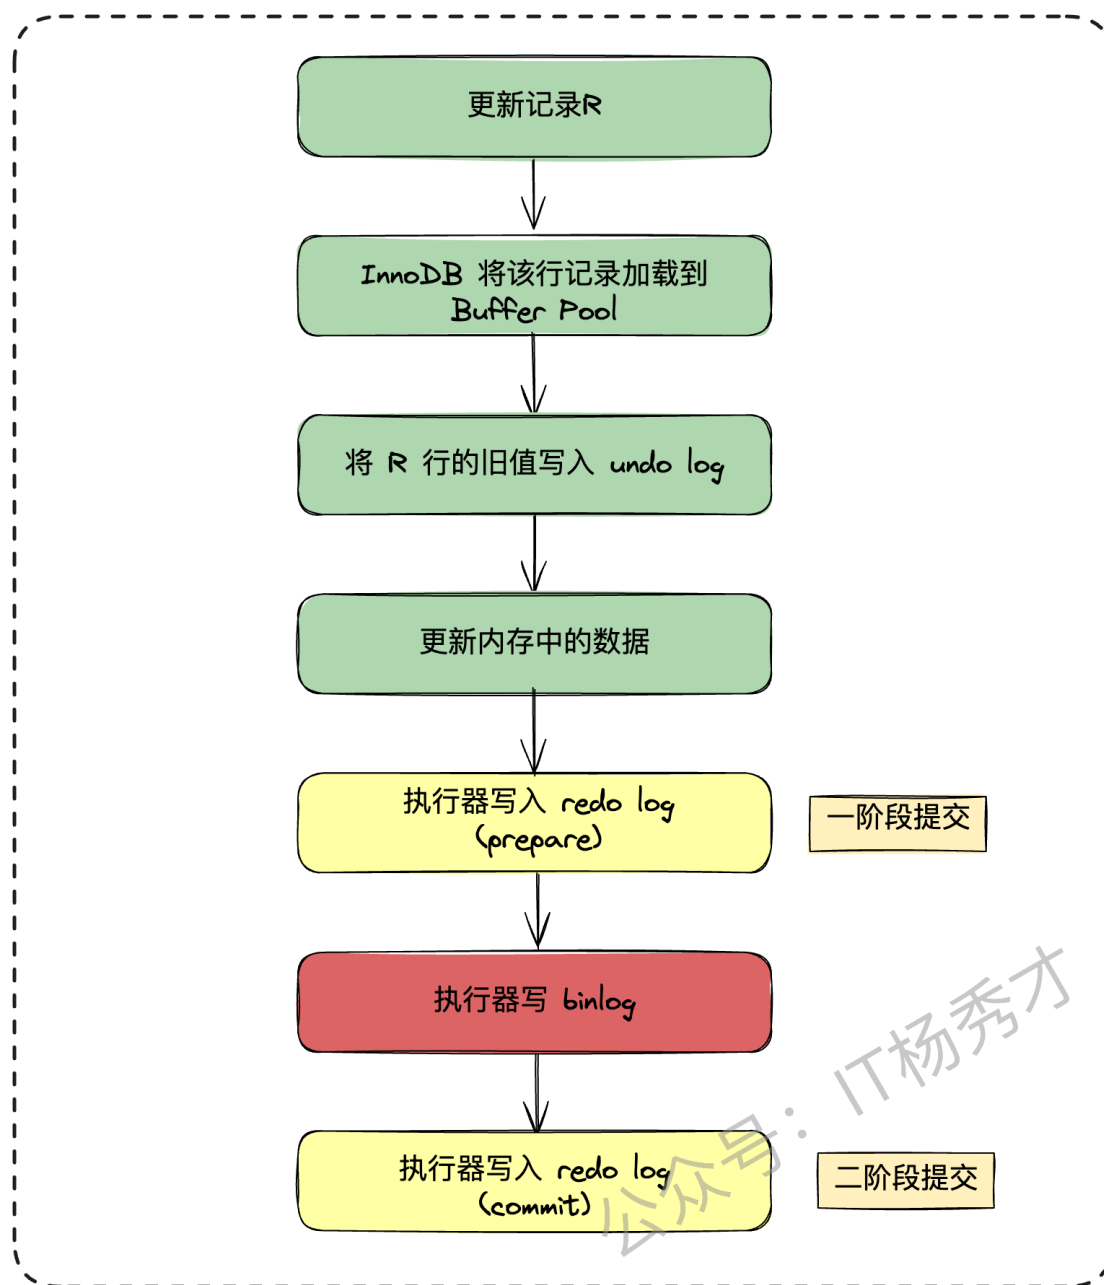 更新记录R
InnoDB 将该行记录加载到
Buffer Pool
将 R 行的旧值写入 undo log
更新内存中的数据
执行器写入 redo log
(prepare)
一阶段提交
执行器写 binlog
执行器写入 redo log
(commit)
二阶段提交
公众号：IT杨秀才